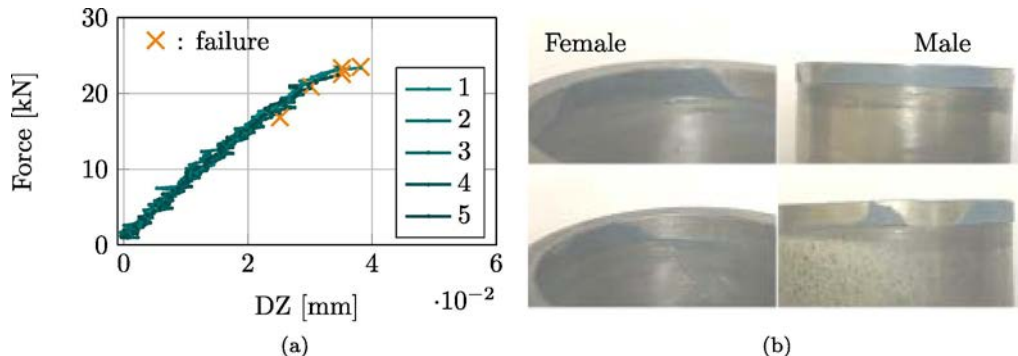 30
20
10
0
Force [kN]
× : failure
1
2
3
4
5
0
2
4
6
DZ [mm]
·10⁻²
(a)
Female
Male
(b)